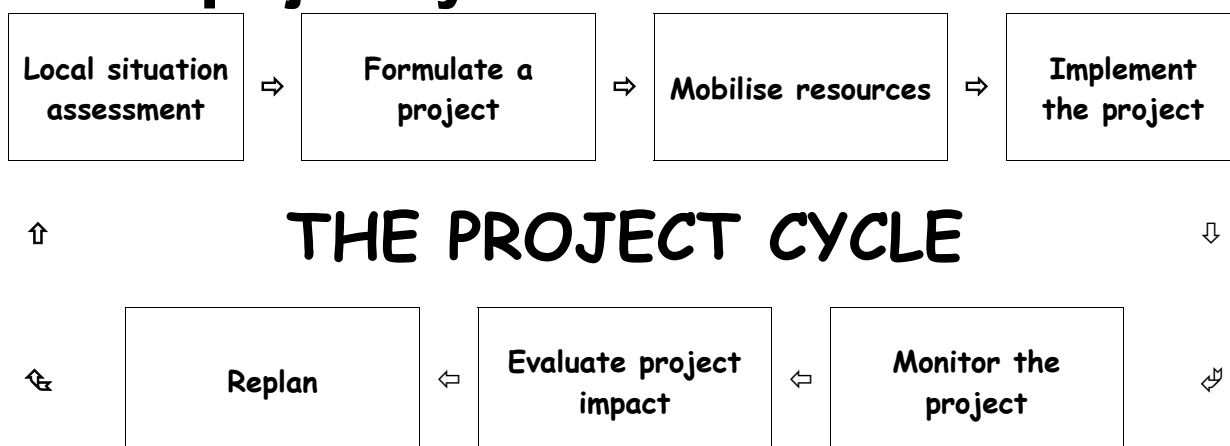 Local situation
assessment
⇨
Formulate a
project
⇨
Mobilise resources
⇨
Implement
the project
⇧
THE PROJECT CYCLE
⇩
Replan
⇦
Evaluate project
impact
⇦
Monitor the
project